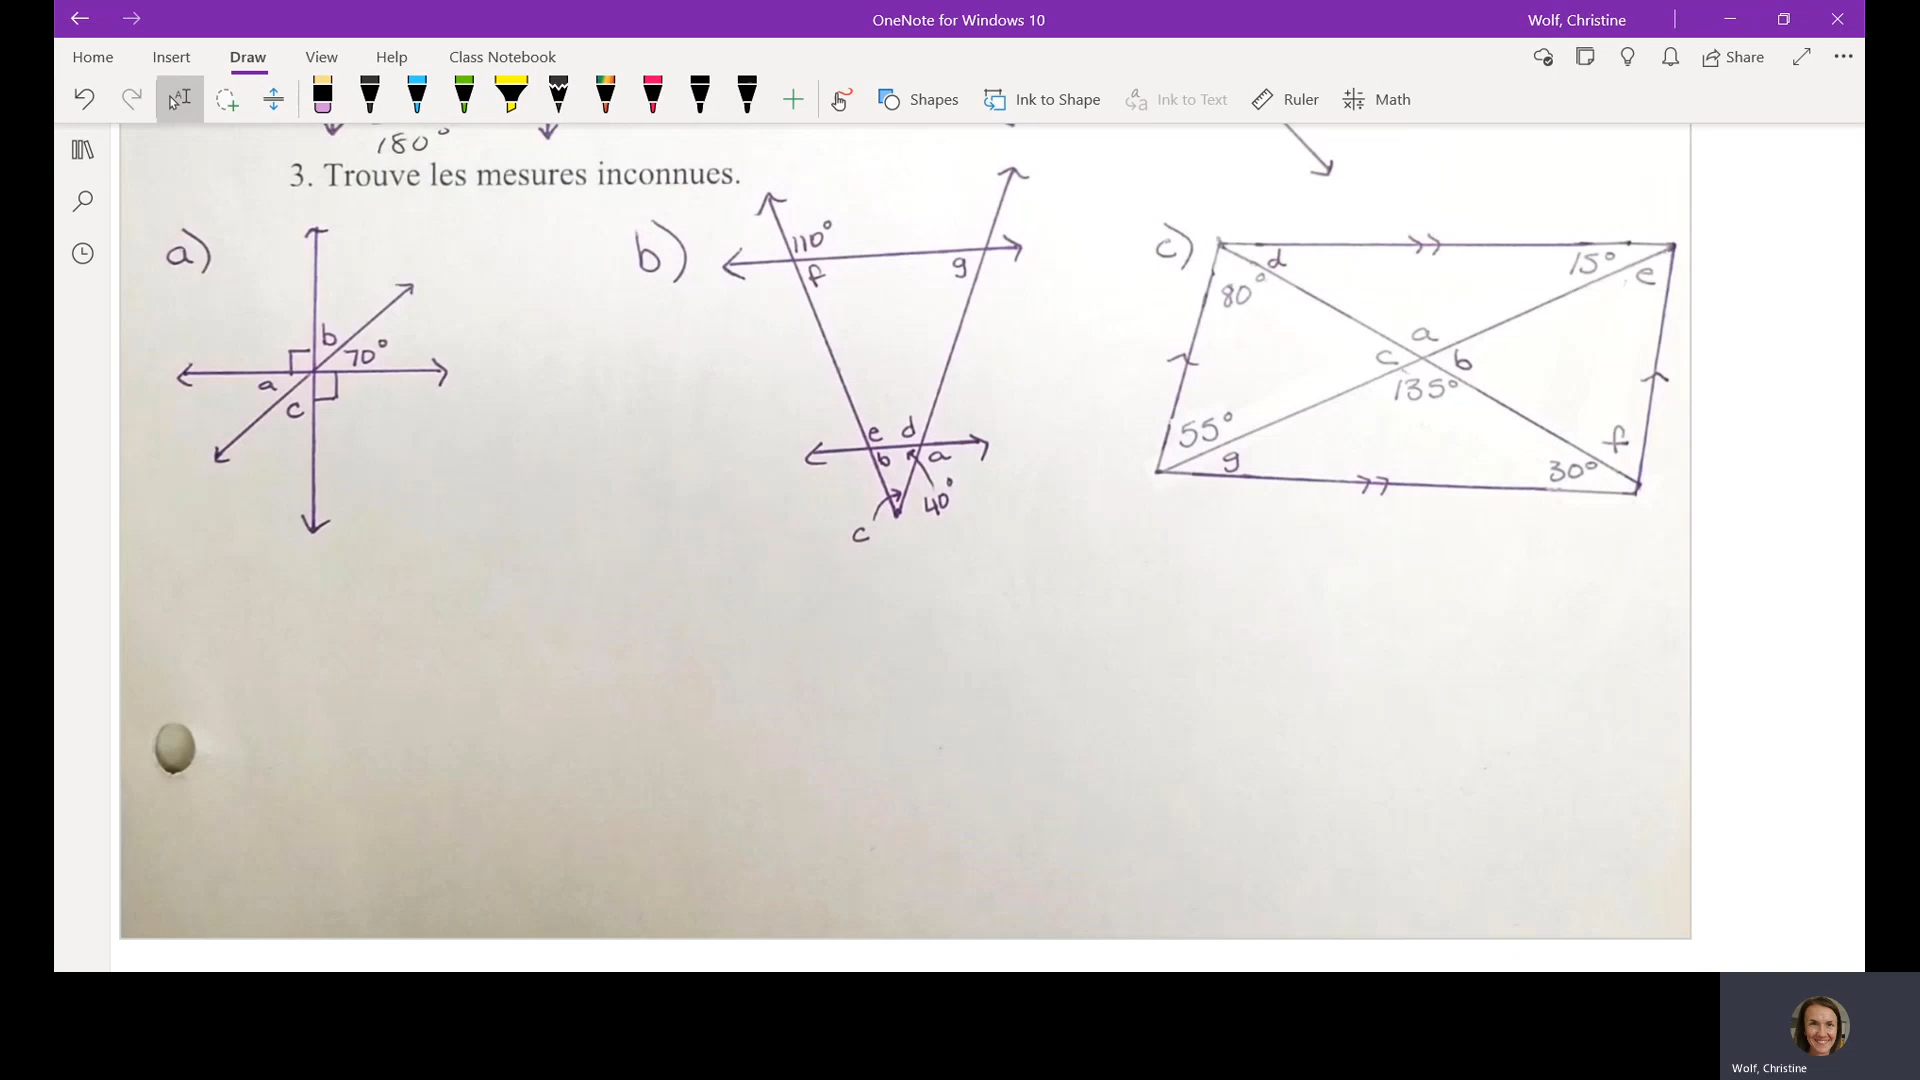 OneNote for Windows 10
Wolf, Christine
Home Insert Draw View Help Class Notebook
Share
Shapes Ink to Shape Ink to Text Ruler Math
180°
3. Trouve les mesures inconnues.
a)
b
70°
a
c
b)
110°
f
g
e d
b a
40°
c
c)
d
15°
e
80°
a
c b
135°
55°
f
g
30°
Wolf, Christine